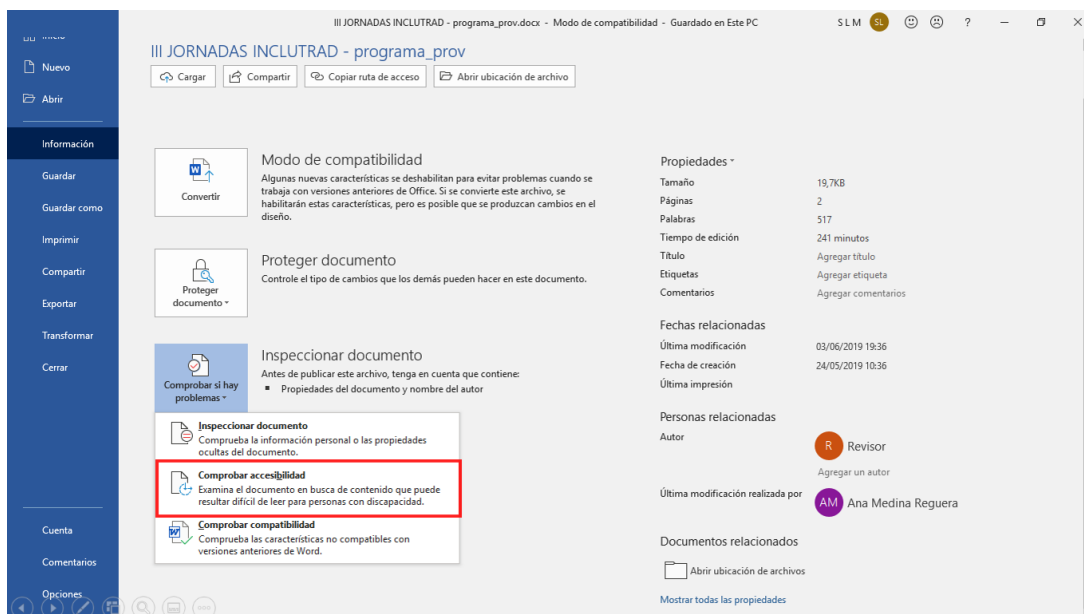 III JORNADAS INCLUTRAD - programa_prov.docx - Modo de compatibilidad - Guardado en Este PC
S L M
SL
?
Inicio
Nuevo
Abrir
Información
Guardar
Guardar como
Imprimir
Compartir
Exportar
Transformar
Cerrar
Cuenta
Comentarios
Opciones
III JORNADAS INCLUTRAD - programa_prov
Cargar
Compartir
Copiar ruta de acceso
Abrir ubicación de archivo
Convertir
Modo de compatibilidad
Algunas nuevas características se deshabilitan para evitar problemas cuando se
trabaja con versiones anteriores de Office. Si se convierte este archivo, se
habilitarán estas características, pero es posible que se produzcan cambios en el
diseño.
Proteger
documento
Proteger documento
Controle el tipo de cambios que los demás pueden hacer en este documento.
Comprobar si hay
problemas
Inspeccionar documento
Antes de publicar este archivo, tenga en cuenta que contiene:
Propiedades del documento y nombre del autor
Inspeccionar documento
Comprueba la información personal o las propiedades
ocultas del documento.
Comprobar accesibilidad
Examina el documento en busca de contenido que puede
resultar difícil de leer para personas con discapacidad.
Comprobar compatibilidad
Comprueba las características no compatibles con
versiones anteriores de Word.
Propiedades
Tamaño 19,7KB
Páginas 2
Palabras 517
Tiempo de edición 241 minutos
Título Agregar título
Etiquetas Agregar etiqueta
Comentarios Agregar comentarios
Fechas relacionadas
Última modificación 03/06/2019 19:36
Fecha de creación 24/05/2019 10:36
Última impresión
Personas relacionadas
Autor
R Revisor
Agregar un autor
Última modificación realizada por
AM Ana Medina Reguera
Documentos relacionados
Abrir ubicación de archivos
Mostrar todas las propiedades